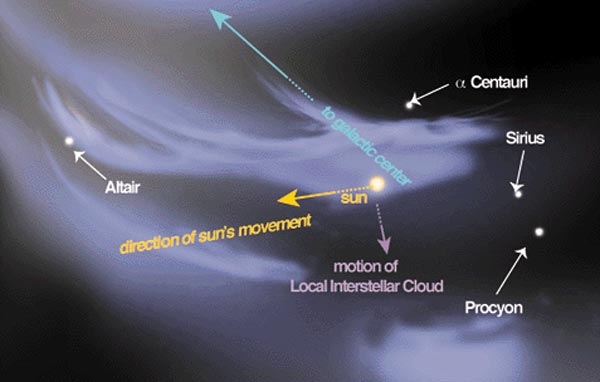 α Centauri
to galactic center
Sirius
Altair
sun
direction of sun's movement
motion of
Local Interstellar Cloud
Procyon